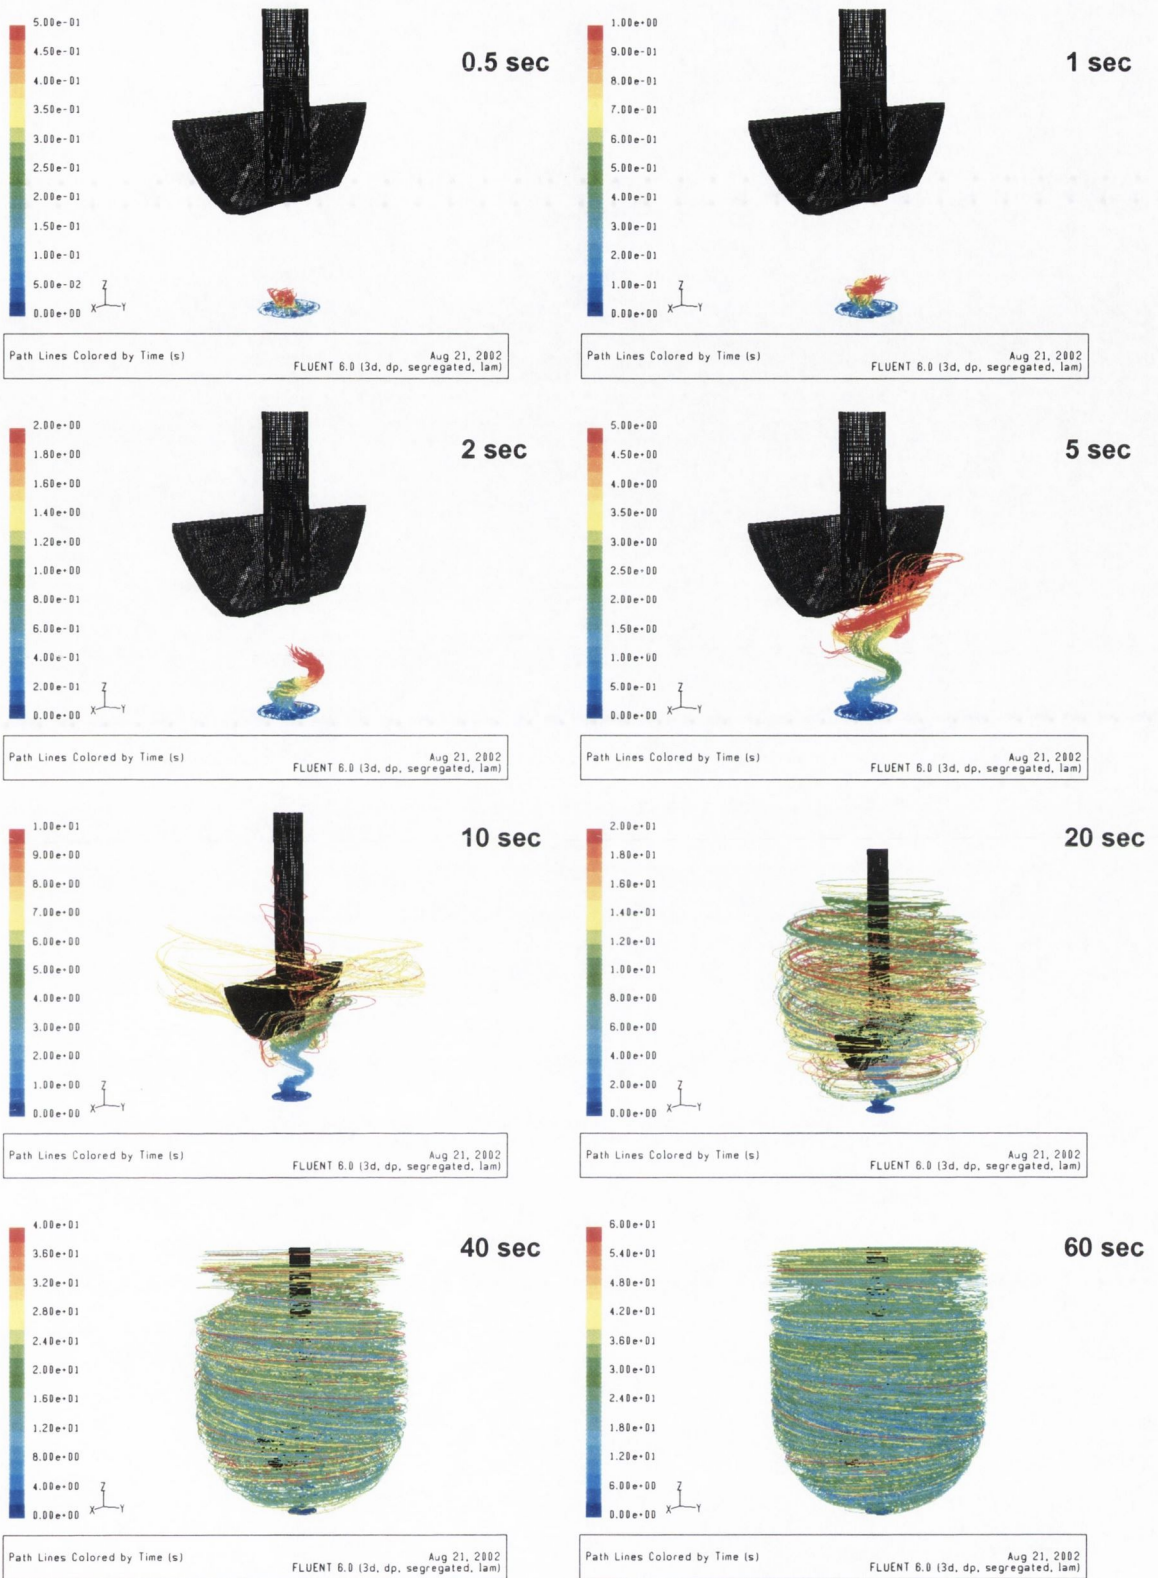 5.00e-01
4.50e-01
4.00e-01
3.50e-01
3.00e-01
2.50e-01
2.00e-01
1.50e-01
1.00e-01
5.00e-02
0.00e+00
0.5 sec
Z
X Y
Path Lines Colored by Time (s)
Aug 21, 2002
FLUENT 6.0 (3d, dp, segregated, lam)
1.00e+00
9.00e-01
8.00e-01
7.00e-01
6.00e-01
5.00e-01
4.00e-01
3.00e-01
2.00e-01
1.00e-01
0.00e+00
1 sec
Z
X Y
Path Lines Colored by Time (s)
Aug 21, 2002
FLUENT 6.0 (3d, dp, segregated, lam)
2.00e+00
1.80e+00
1.60e+00
1.40e+00
1.20e+00
1.00e+00
8.00e-01
6.00e-01
4.00e-01
2.00e-01
0.00e+00
2 sec
Z
X Y
Path Lines Colored by Time (s)
Aug 21, 2002
FLUENT 6.0 (3d, dp, segregated, lam)
5.00e+00
4.50e+00
4.00e+00
3.50e+00
3.00e+00
2.50e+00
2.00e+00
1.50e+00
1.00e+00
5.00e-01
0.00e+00
5 sec
Z
X Y
Path Lines Colored by Time (s)
Aug 21, 2002
FLUENT 6.0 (3d, dp, segregated, lam)
1.00e+01
9.00e+00
8.00e+00
7.00e+00
6.00e+00
5.00e+00
4.00e+00
3.00e+00
2.00e+00
1.00e+00
0.00e+00
10 sec
Z
X Y
Path Lines Colored by Time (s)
Aug 21, 2002
FLUENT 6.0 (3d, dp, segregated, lam)
2.00e+01
1.80e+01
1.60e+01
1.40e+01
1.20e+01
1.00e+01
8.00e+00
6.00e+00
4.00e+00
2.00e+00
0.00e+00
20 sec
Z
X Y
Path Lines Colored by Time (s)
Aug 21, 2002
FLUENT 6.0 (3d, dp, segregated, lam)
4.00e+01
3.60e+01
3.20e+01
2.80e+01
2.40e+01
2.00e+01
1.60e+01
1.20e+01
8.00e+00
4.00e+00
0.00e+00
40 sec
Z
X Y
Path Lines Colored by Time (s)
Aug 21, 2002
FLUENT 6.0 (3d, dp, segregated, lam)
6.00e+01
5.40e+01
4.80e+01
4.20e+01
3.60e+01
3.00e+01
2.40e+01
1.80e+01
1.20e+01
6.00e+00
0.00e+00
60 sec
Z
X Y
Path Lines Colored by Time (s)
Aug 21, 2002
FLUENT 6.0 (3d, dp, segregated, lam)